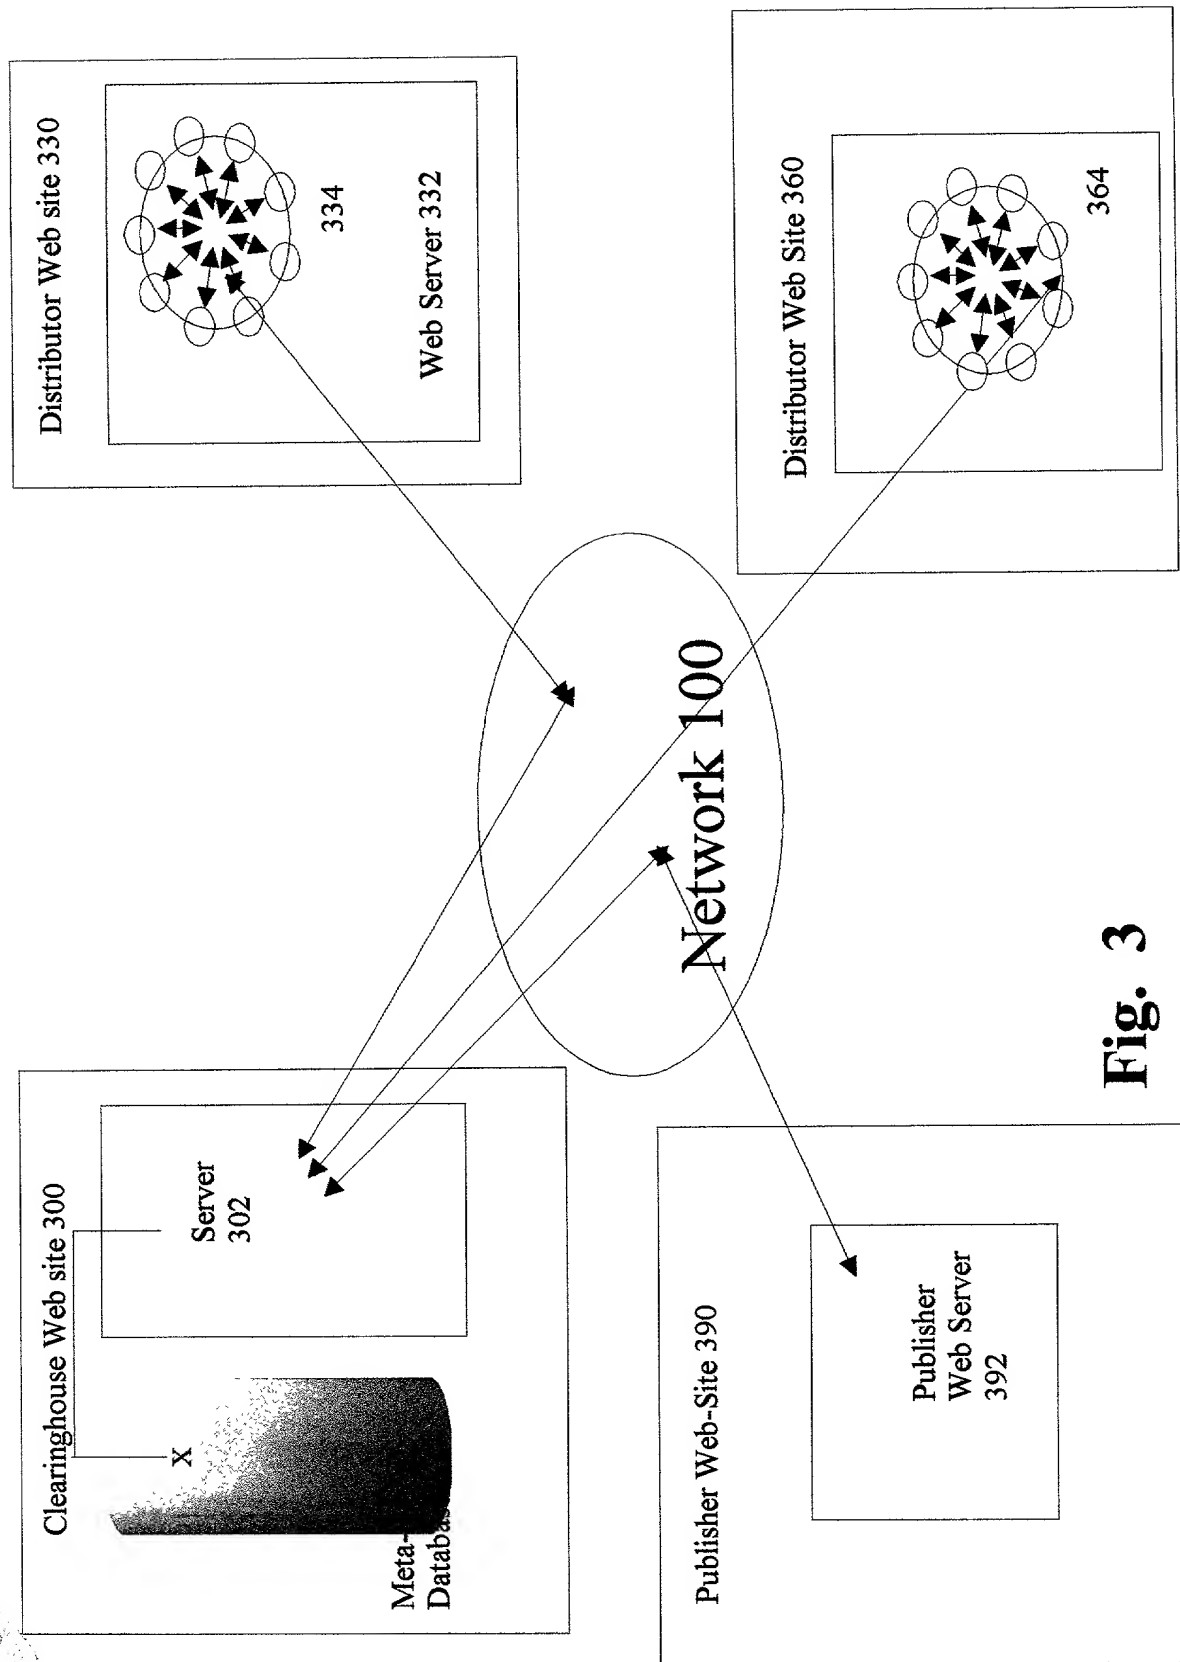 Clearinghouse Web site 300
Server
302
X
Meta-
Databas
Distributor Web site 330
334
Web Server 332
Network 100
Publisher Web-Site 390
Publisher
Web Server
392
Distributor Web Site 360
364
Fig. 3